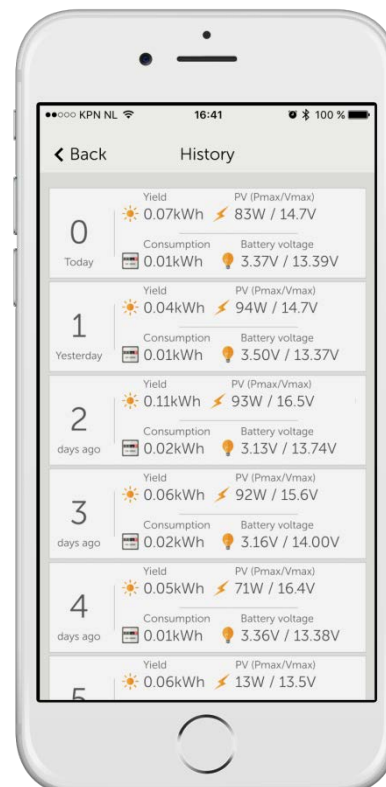 KPN NL 16:41 100 %
Back History
Yield PV (Pmax/Vmax)
0.07kWh 83W / 14.7V
0
Today
Consumption Battery voltage
0.01kWh 3.37V / 13.39V
Yield PV (Pmax/Vmax)
0.04kWh 94W / 14.7V
1
Yesterday
Consumption Battery voltage
0.01kWh 3.50V / 13.37V
Yield PV (Pmax/Vmax)
0.11kWh 93W / 16.5V
2
days ago
Consumption Battery voltage
0.02kWh 3.13V / 13.74V
Yield PV (Pmax/Vmax)
0.06kWh 92W / 15.6V
3
days ago
Consumption Battery voltage
0.02kWh 3.16V / 14.00V
Yield PV (Pmax/Vmax)
0.05kWh 71W / 16.4V
4
days ago
Consumption Battery voltage
0.01kWh 3.36V / 13.38V
Yield PV (Pmax/Vmax)
0.06kWh 13W / 13.5V
5